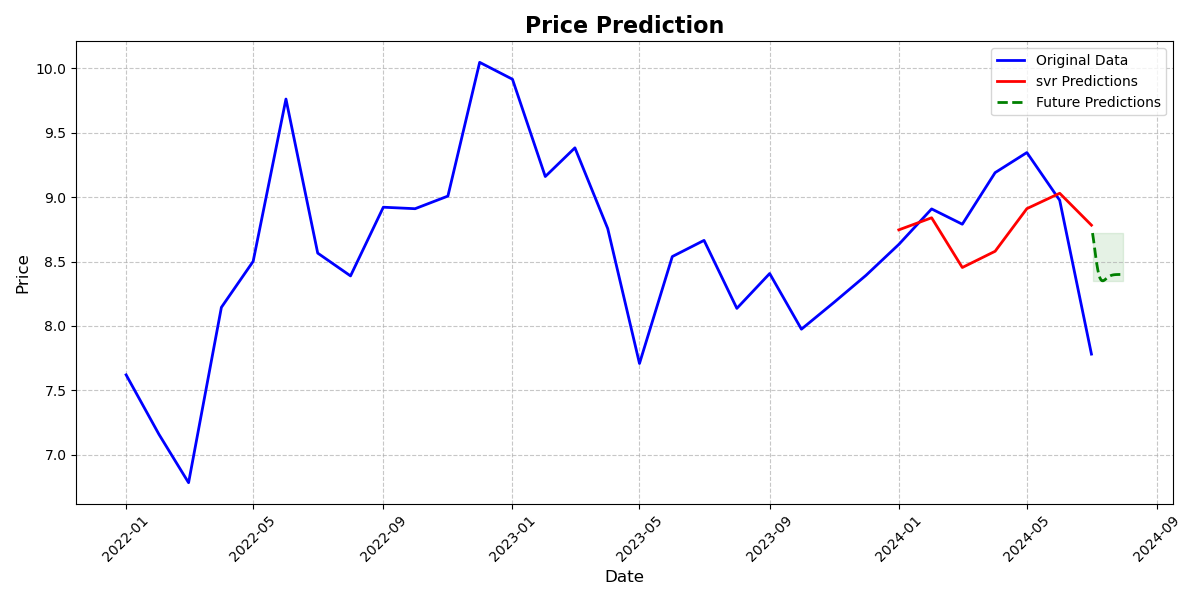 Price Prediction
Original Data
svr Predictions
Future Predictions
Price
10.0
9.5
9.0
8.5
8.0
7.5
7.0
2022-01
2022-05
2022-09
2023-01
2023-05
2023-09
2024-01
2024-05
2024-09
Date